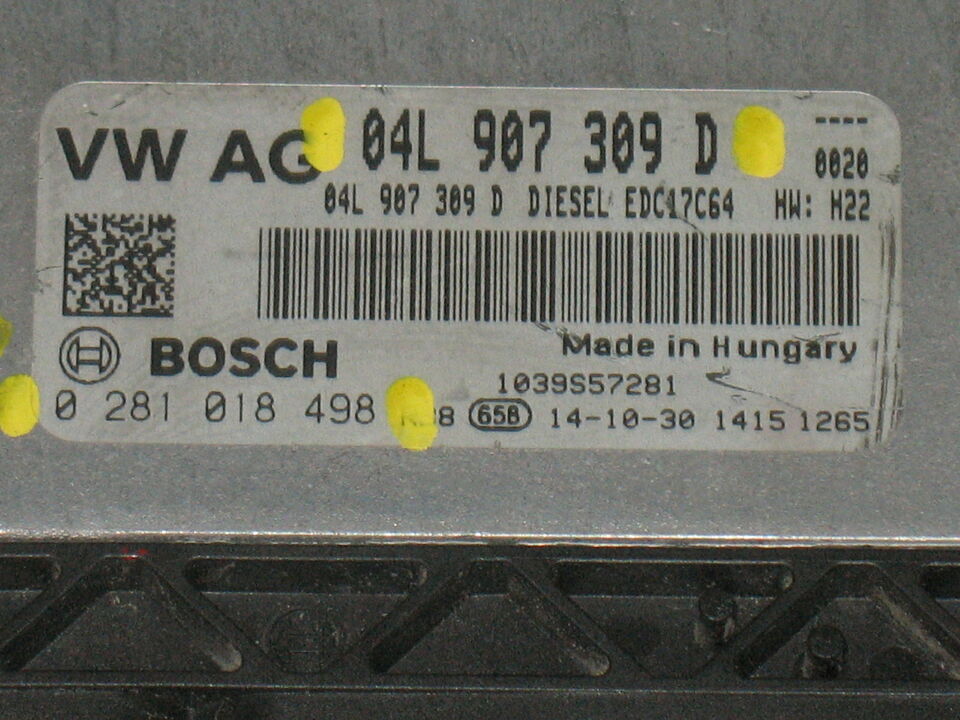 VW AG 04L 907 309 D ----
0020
04L 907 309 D DIESEL EDC17C64 HW: H22
BOSCH Made in Hungary
1039S57281
0 281 018 498 658 14-10-30 1415 1265